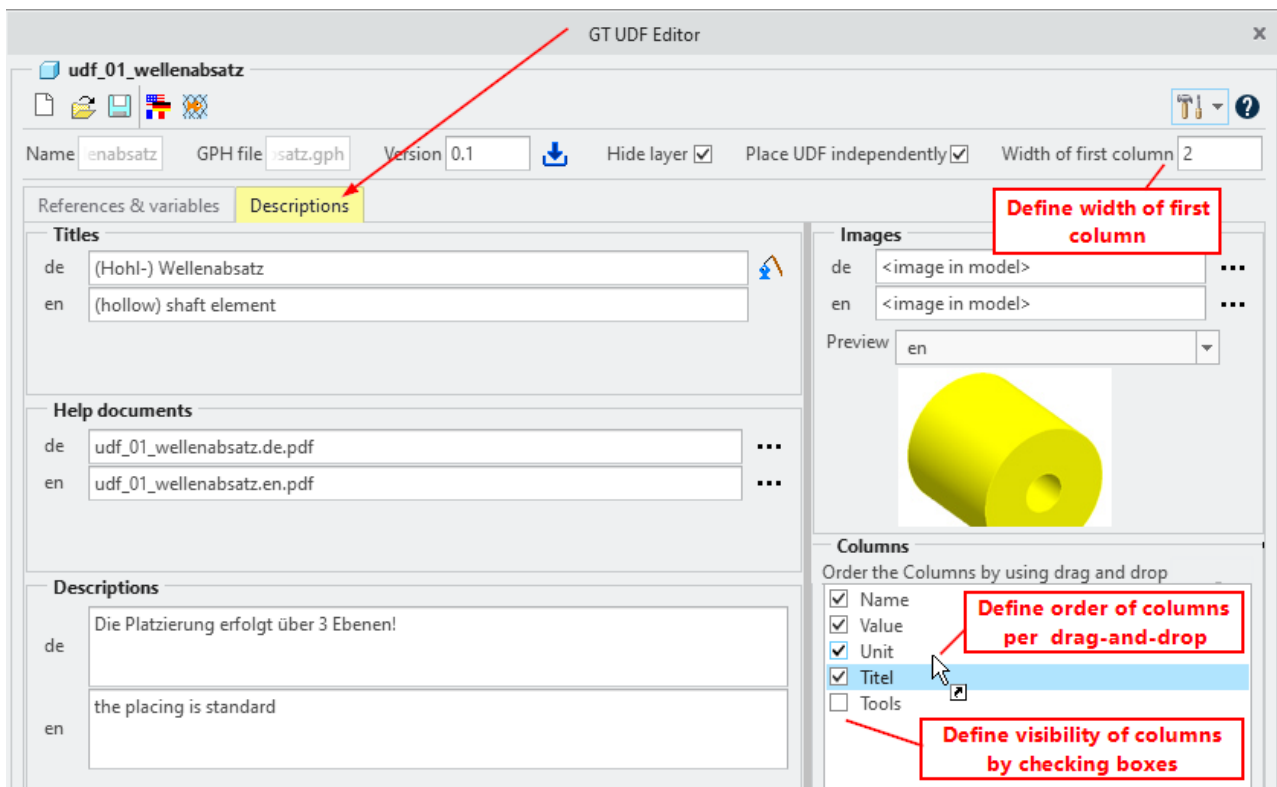 GT UDF Editor
udf_01_wellenabsatz
Name enabsatz GPH file satz.gph Version 0.1 Hide layer Place UDF independently Width of first column 2
Define width of first
column
References & variables Descriptions
Titles
de (Hohl-) Wellenabsatz
en (hollow) shaft element
Images
de <image in model>
en <image in model>
Preview en
Help documents
de udf_01_wellenabsatz.de.pdf
en udf_01_wellenabsatz.en.pdf
Descriptions
de Die Platzierung erfolgt über 3 Ebenen!
en the placing is standard
Columns
Order the Columns by using drag and drop
Name
Value
Unit
Titel
Tools
Define order of columns
per drag-and-drop
Define visibility of columns
by checking boxes